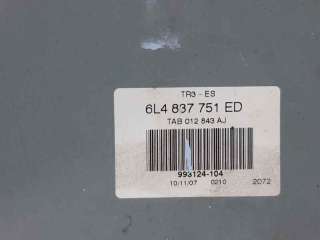 TR3 - ES
6L4 837 751 ED
TAB 012 843 AJ
993124-104
10/11/07 0210 2072